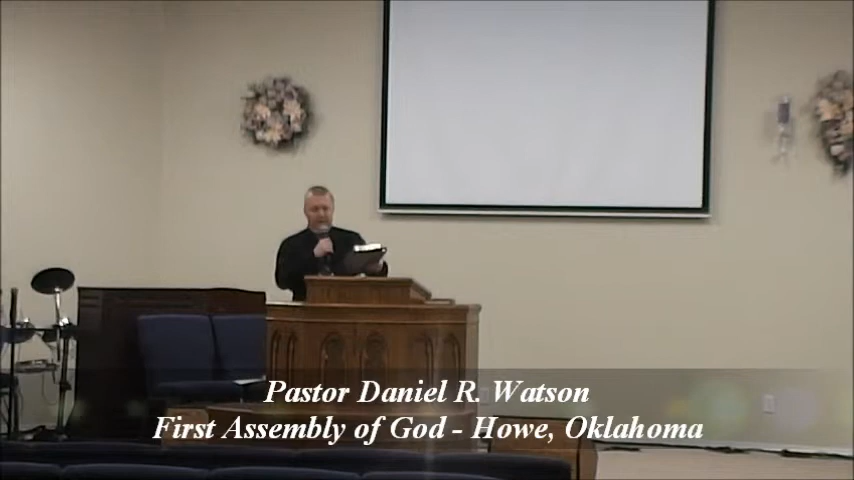 Pastor Daniel R. Watson
First Assembly of God - Howe, Oklahoma